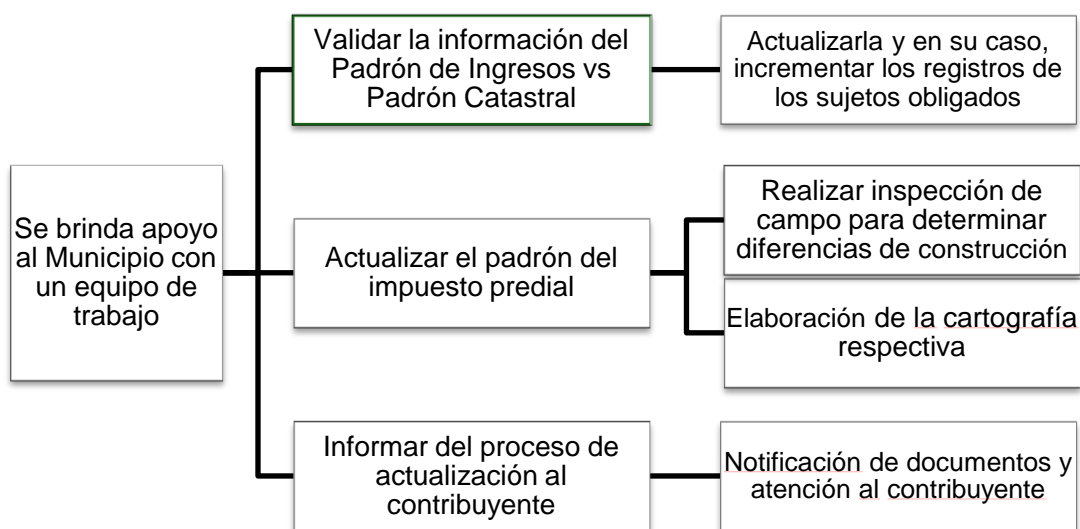 Se brinda apoyo
al Municipio con
un equipo de
trabajo
Validar la información del
Padrón de Ingresos vs
Padrón Catastral
Actualizarla y en su caso,
incrementar los registros de
los sujetos obligados
Actualizar el padrón del
impuesto predial
Realizar inspección de
campo para determinar
diferencias de construcción
Elaboración de la cartografía
respectiva
Informar del proceso de
actualización al
contribuyente
Notificación de documentos y
atención al contribuyente